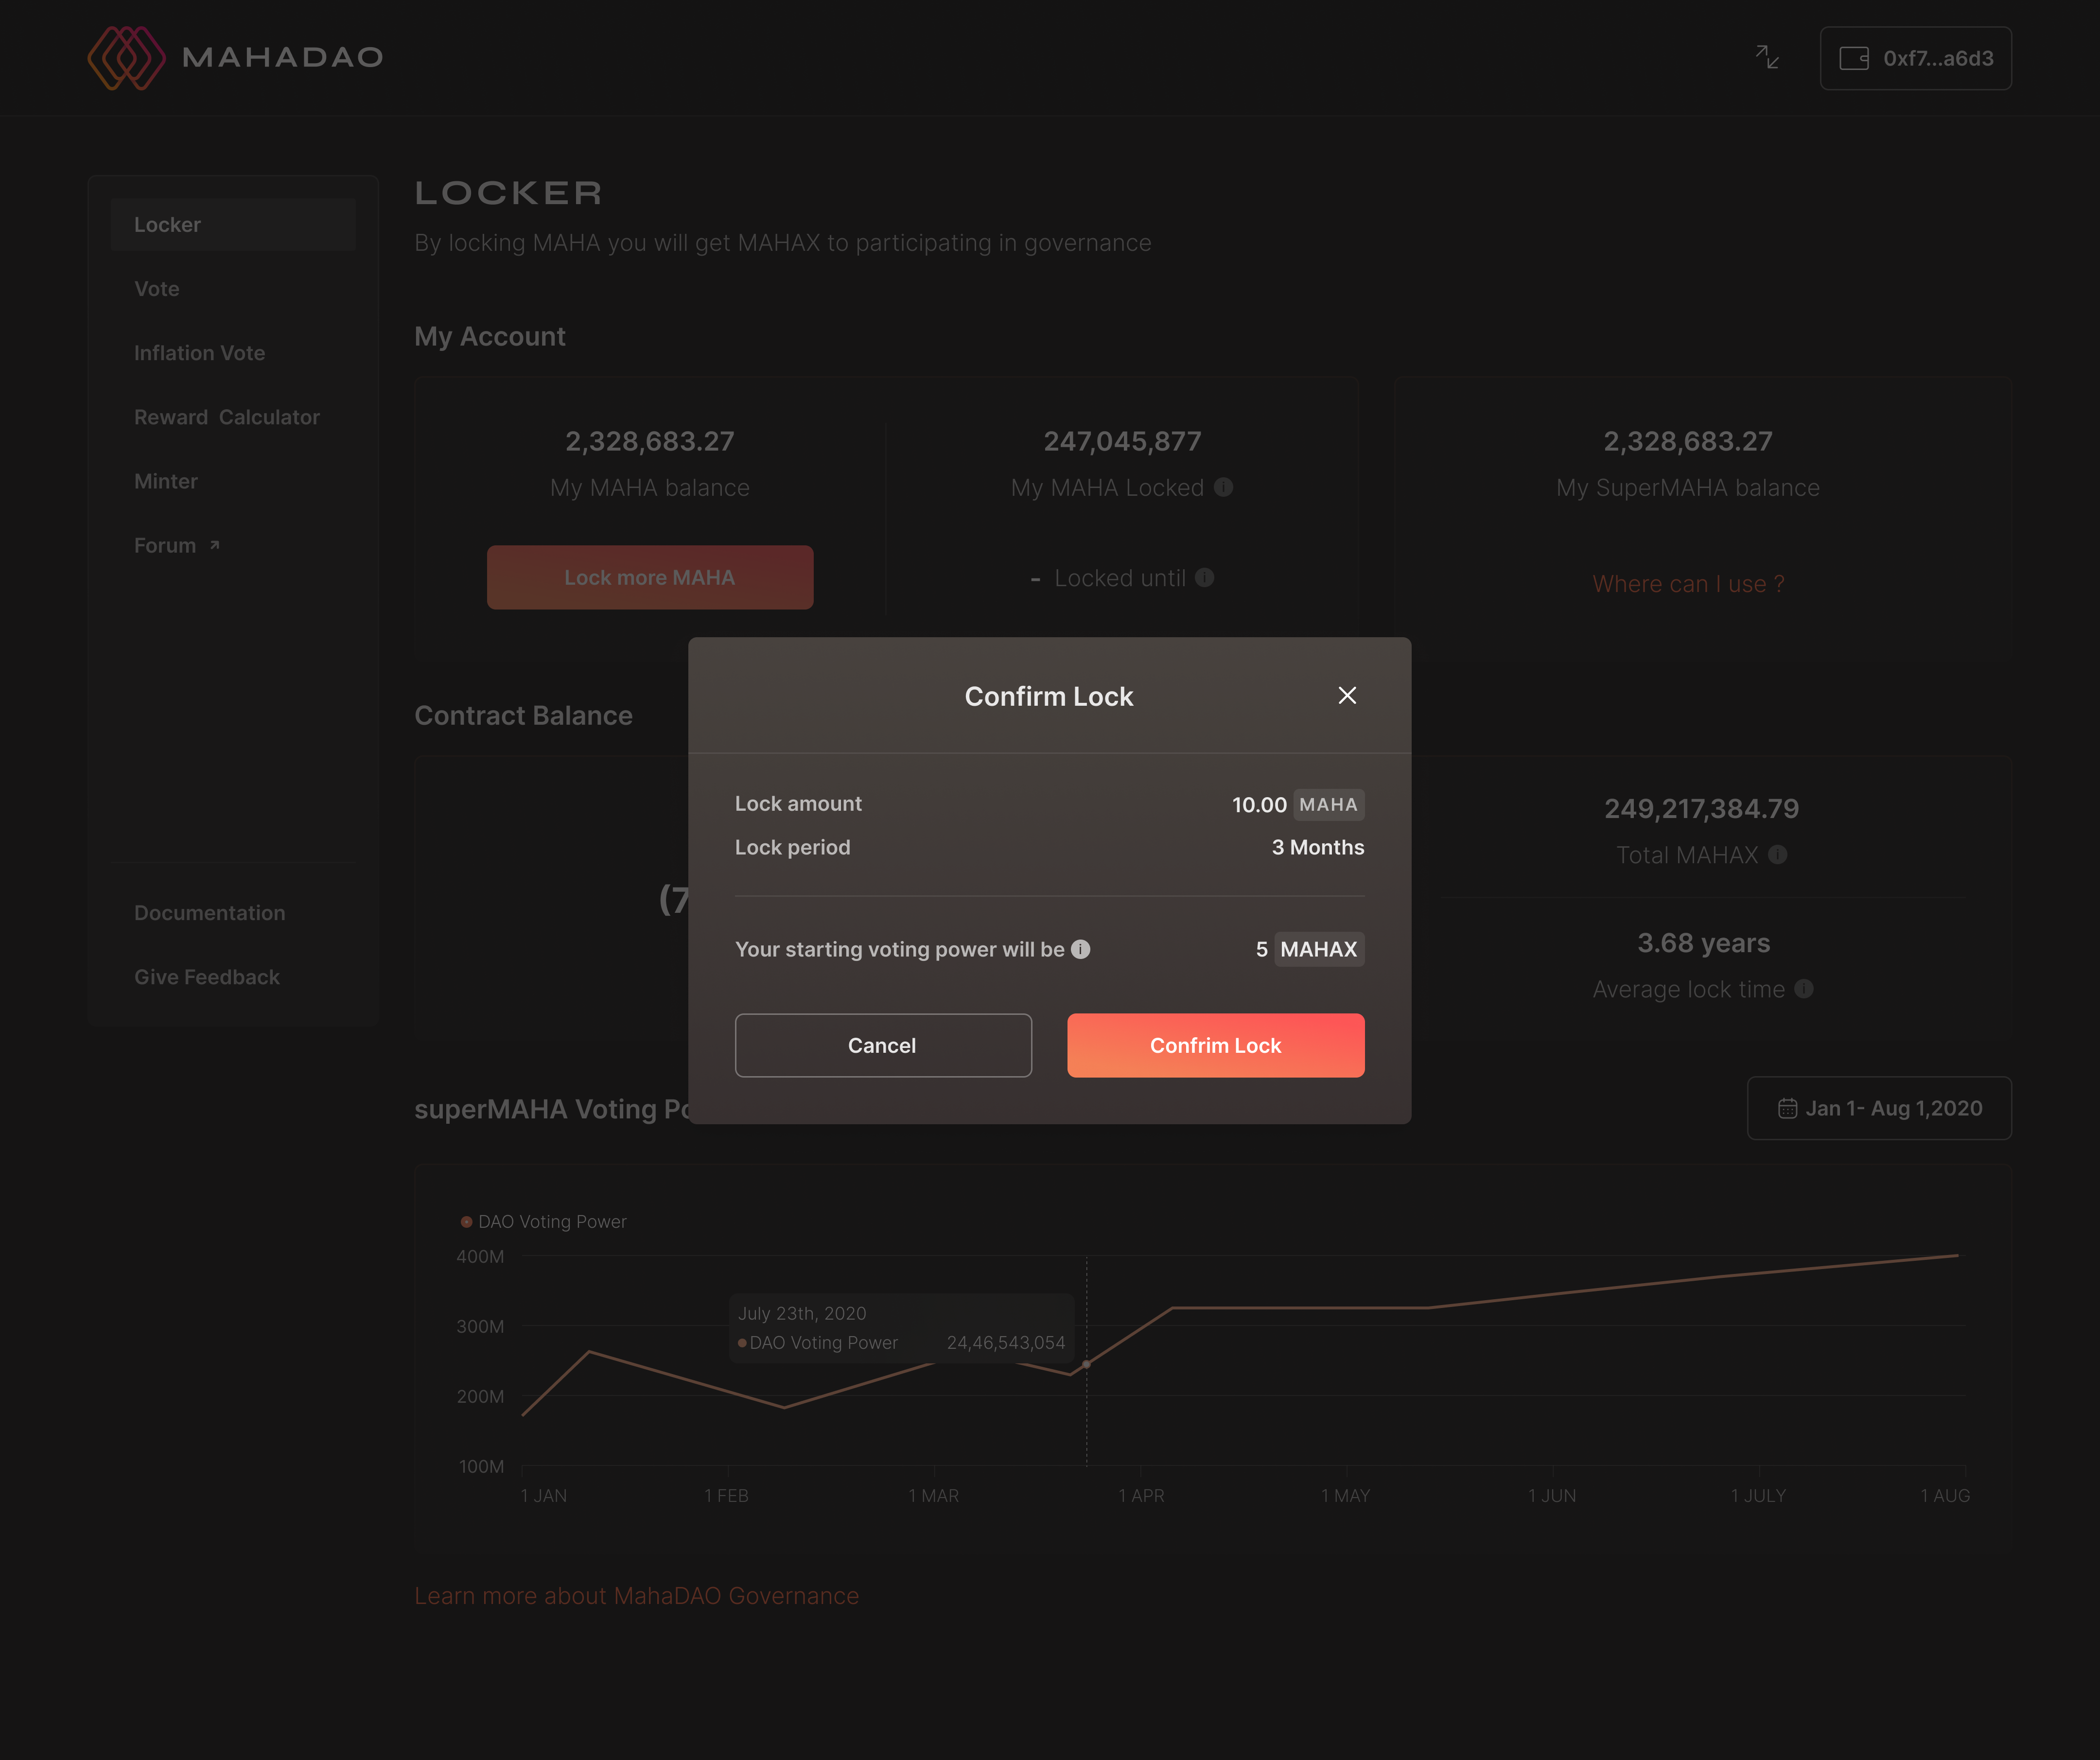 MAHADAO
0xf7...a6d3
Locker
Vote
Inflation Vote
Reward Calculator
Minter
Forum
Documentation
Give Feedback
LOCKER
By locking MAHA you will get MAHAX to participating in governance
My Account
2,328,683.27
My MAHA balance
Lock more MAHA
247,045,877
My MAHA Locked
- Locked until
2,328,683.27
My SuperMAHA balance
Where can I use ?
Contract Balance
(7
249,217,384.79
Total MAHAX
3.68 years
Average lock time
Confirm Lock
Lock amount 10.00 MAHA
Lock period 3 Months
Your starting voting power will be 5 MAHAX
Cancel Confrim Lock
superMAHA Voting Po
Jan 1- Aug 1,2020
DAO Voting Power
400M
300M
200M
100M
July 23th, 2020
DAO Voting Power 24,46,543,054
1 JAN 1 FEB 1 MAR 1 APR 1 MAY 1 JUN 1 JULY 1 AUG
Learn more about MahaDAO Governance